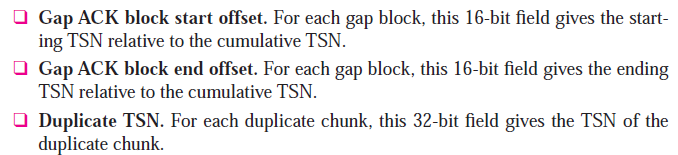 ❑ Gap ACK block start offset. For each gap block, this 16-bit field gives the start-
ing TSN relative to the cumulative TSN.
❑ Gap ACK block end offset. For each gap block, this 16-bit field gives the ending
TSN relative to the cumulative TSN.
❑ Duplicate TSN. For each duplicate chunk, this 32-bit field gives the TSN of the
duplicate chunk.